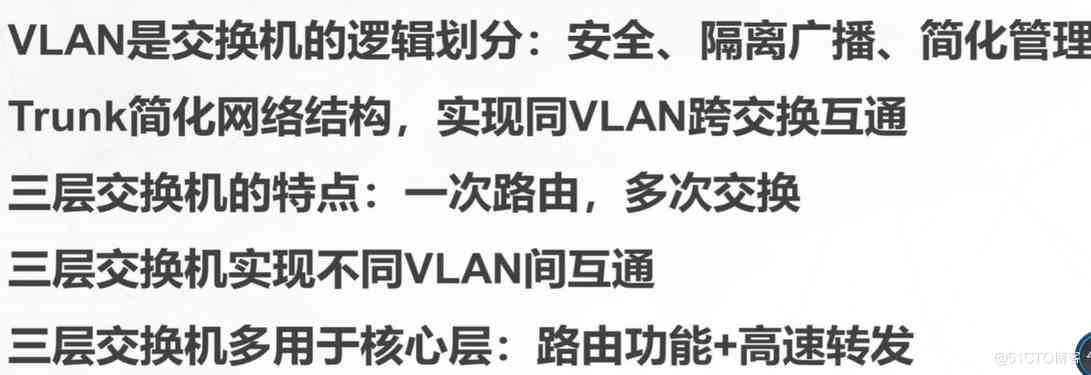 VLAN是交换机的逻辑划分：安全、隔离广播、简化管理
Trunk简化网络结构，实现同VLAN跨交换互通
三层交换机的特点：一次路由，多次交换
三层交换机实现不同VLAN间互通
三层交换机多用于核心层：路由功能+高速转发
@51CTO博客